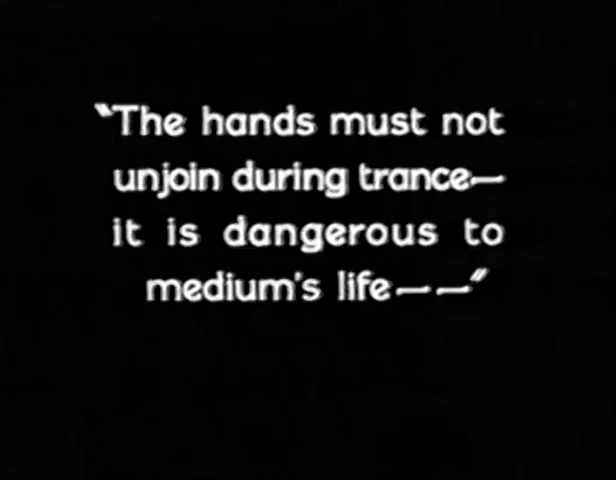 "The hands must not
unjoin during trance—
it is dangerous to
medium's life— —"